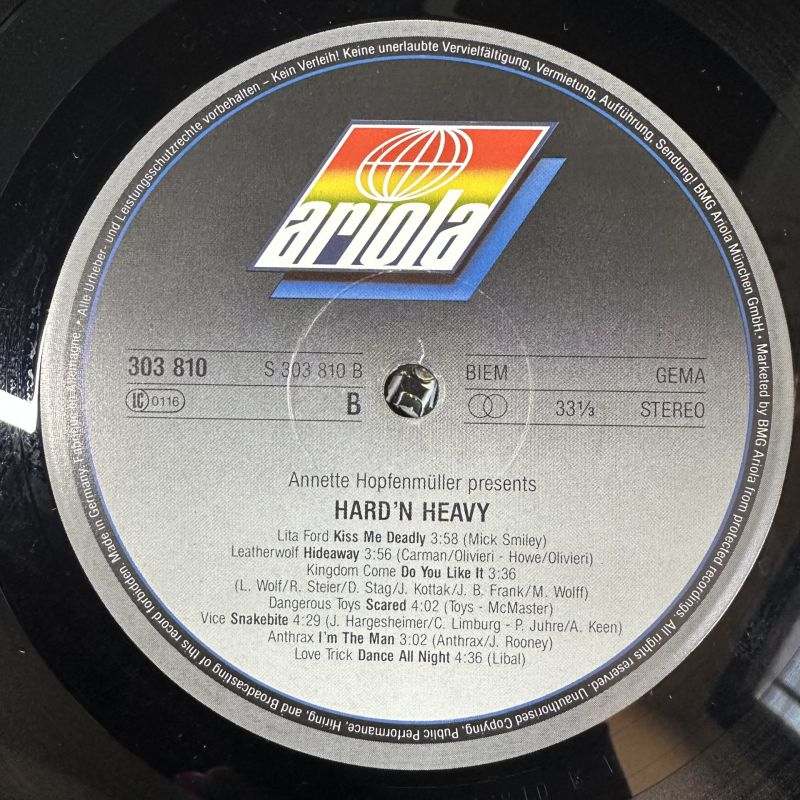 Alle Urheber- und Leistungsschutzrechte vorbehalten – Kein Verleih! Keine unerlaubte Vervielfältigung, Vermietung, Aufführung, Sendung! BMG Ariola München GmbH • Marketed by BMG Ariola from protected recordings. All rights reserved. Unauthorised Copying, Public Performance, Hiring, and Broadcasting of this record forbidden. Made in Germany. Fabriqué en Allemagne. •
ariola
303 810 S 303 810 B BIEM GEMA
LC 0116 B 33⅓ STEREO
Annette Hopfenmüller presents
HARD'N HEAVY
Lita Ford Kiss Me Deadly 3:58 (Mick Smiley)
Leatherwolf Hideaway 3:56 (Carman/Olivieri - Howe/Olivieri)
Kingdom Come Do You Like It 3:36
(L. Wolf/R. Steier/D. Stag/J. Kottak/J. B. Frank/M. Wolff)
Dangerous Toys Scared 4:02 (Toys - McMaster)
Vice Snakebite 4:29 (J. Hargesheimer/C. Limburg - P. Juhre/A. Keen)
Anthrax I'm The Man 3:02 (Anthrax/J. Rooney)
Love Trick Dance All Night 4:36 (Libal)